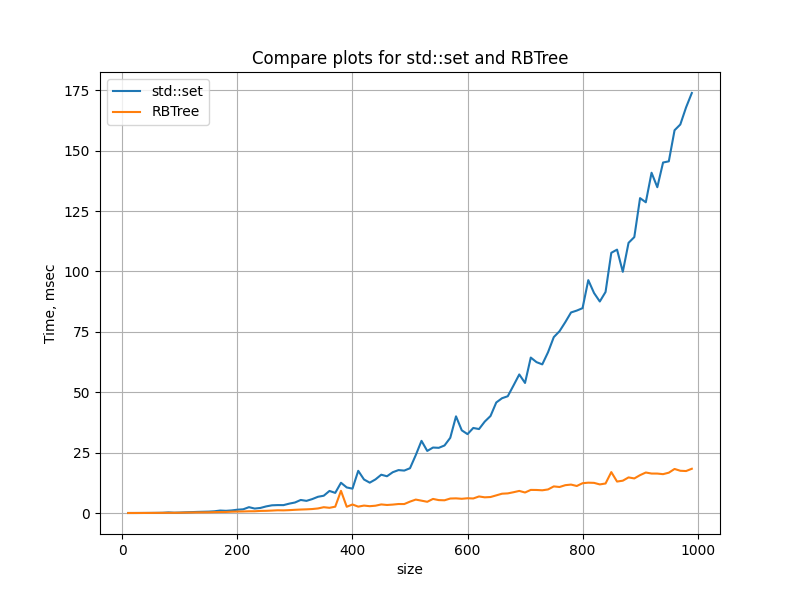 Compare plots for std::set and RBTree
std::set
RBTree
175
150
125
100
75
50
25
0
Time, msec
0 200 400 600 800 1000
size